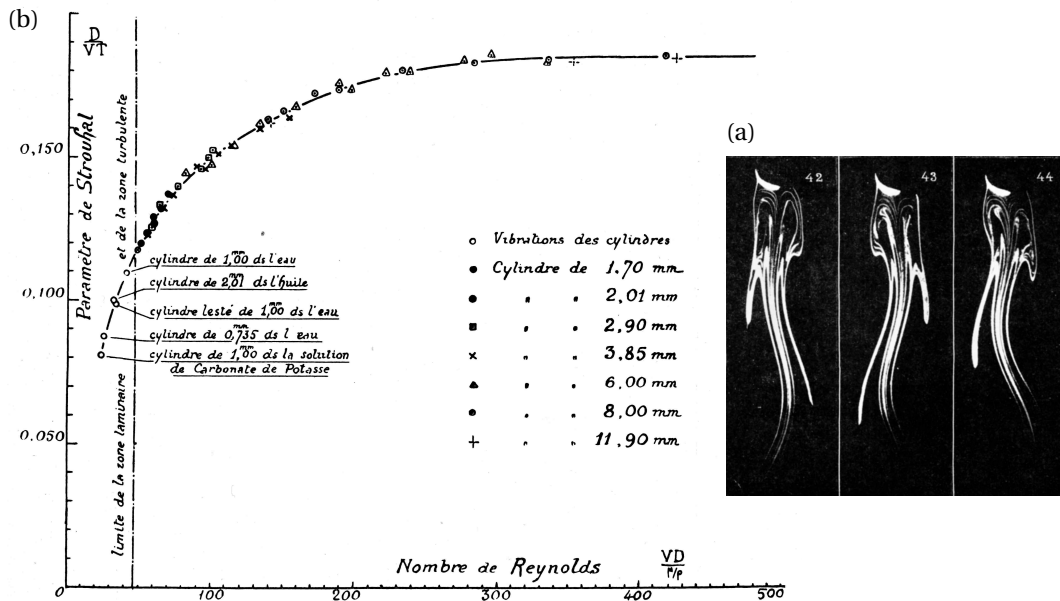 (b)
D
VT
Paramètre de Strouhal
0,150
0,100
0.050
0
limite de la zone laminaire et de la zone turbulente
cylindre de 1,00 mm ds l'eau
cylindre de 2,01 mm ds l'huile
cylindre lesté de 1,00 mm ds l'eau
cylindre de 0,735 mm ds l eau
cylindre de 1,00 mm ds la solution
de Carbonate de Potasse
Vibrations des cylindres
Cylindre de 1,70 mm
" " 2,01 mm
" " 2,90 mm
" " 3,85 mm
" " 6,00 mm
" " 8,00 mm
" " 11,90 mm
Nombre de Reynolds
VD
μ/ρ
100
200
300
400
500
(a)
42
43
44